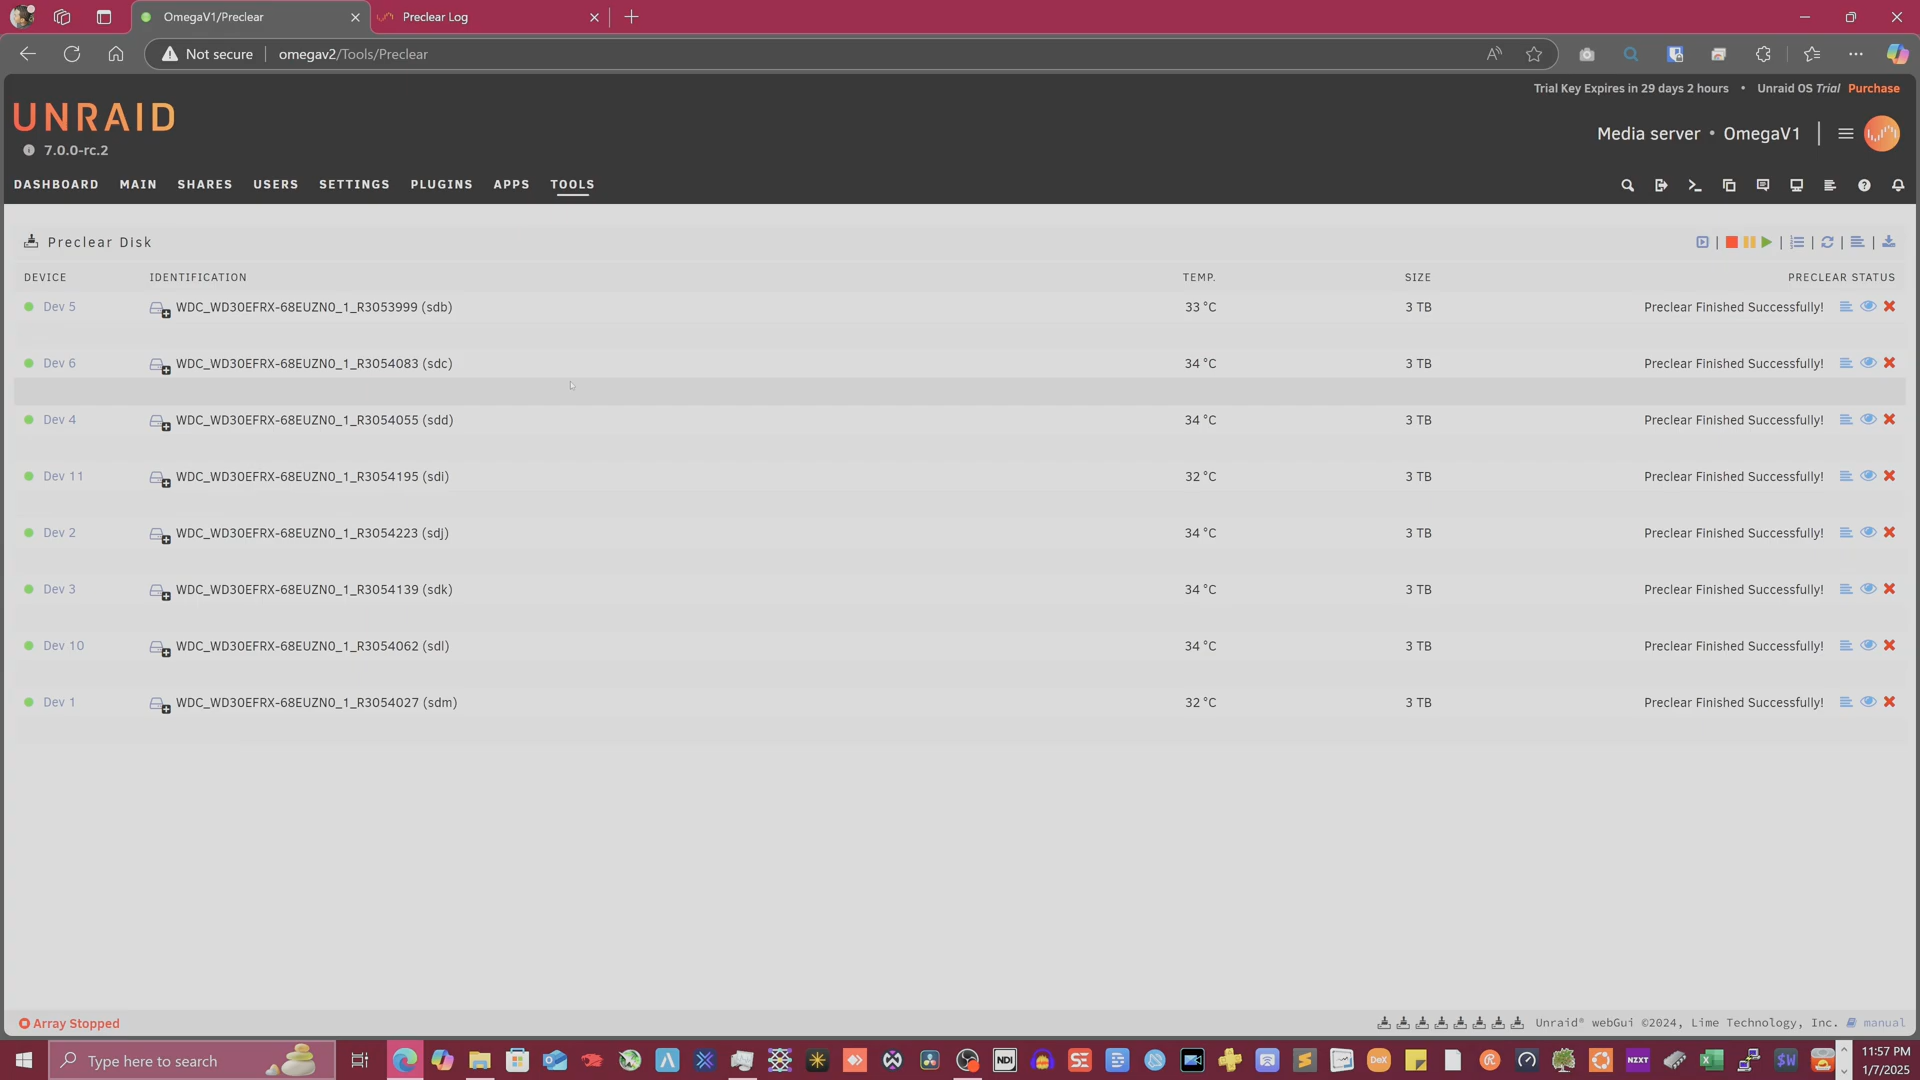 OmegaV1/Preclear
Preclear Log
Not secure
omegav2/Tools/Preclear
Trial Key Expires in 29 days 2 hours • Unraid OS Trial Purchase
UNRAID
7.0.0-rc.2
Media server • OmegaV1
DASHBOARD MAIN SHARES USERS SETTINGS PLUGINS APPS TOOLS
Preclear Disk
DEVICE IDENTIFICATION TEMP. SIZE PRECLEAR STATUS
Dev 5 WDC_WD30EFRX-68EUZN0_1_R3053999 (sdb) 33 °C 3 TB Preclear Finished Successfully!
Dev 6 WDC_WD30EFRX-68EUZN0_1_R3054083 (sdc) 34 °C 3 TB Preclear Finished Successfully!
Dev 4 WDC_WD30EFRX-68EUZN0_1_R3054055 (sdd) 34 °C 3 TB Preclear Finished Successfully!
Dev 11 WDC_WD30EFRX-68EUZN0_1_R3054195 (sdi) 32 °C 3 TB Preclear Finished Successfully!
Dev 2 WDC_WD30EFRX-68EUZN0_1_R3054223 (sdj) 34 °C 3 TB Preclear Finished Successfully!
Dev 3 WDC_WD30EFRX-68EUZN0_1_R3054139 (sdk) 34 °C 3 TB Preclear Finished Successfully!
Dev 10 WDC_WD30EFRX-68EUZN0_1_R3054062 (sdl) 34 °C 3 TB Preclear Finished Successfully!
Dev 1 WDC_WD30EFRX-68EUZN0_1_R3054027 (sdm) 32 °C 3 TB Preclear Finished Successfully!
Array Stopped
Unraid® webGui ©2024, Lime Technology, Inc. manual
Type here to search
NDI
SE
DeX
NZXT
11:57 PM
1/7/2025